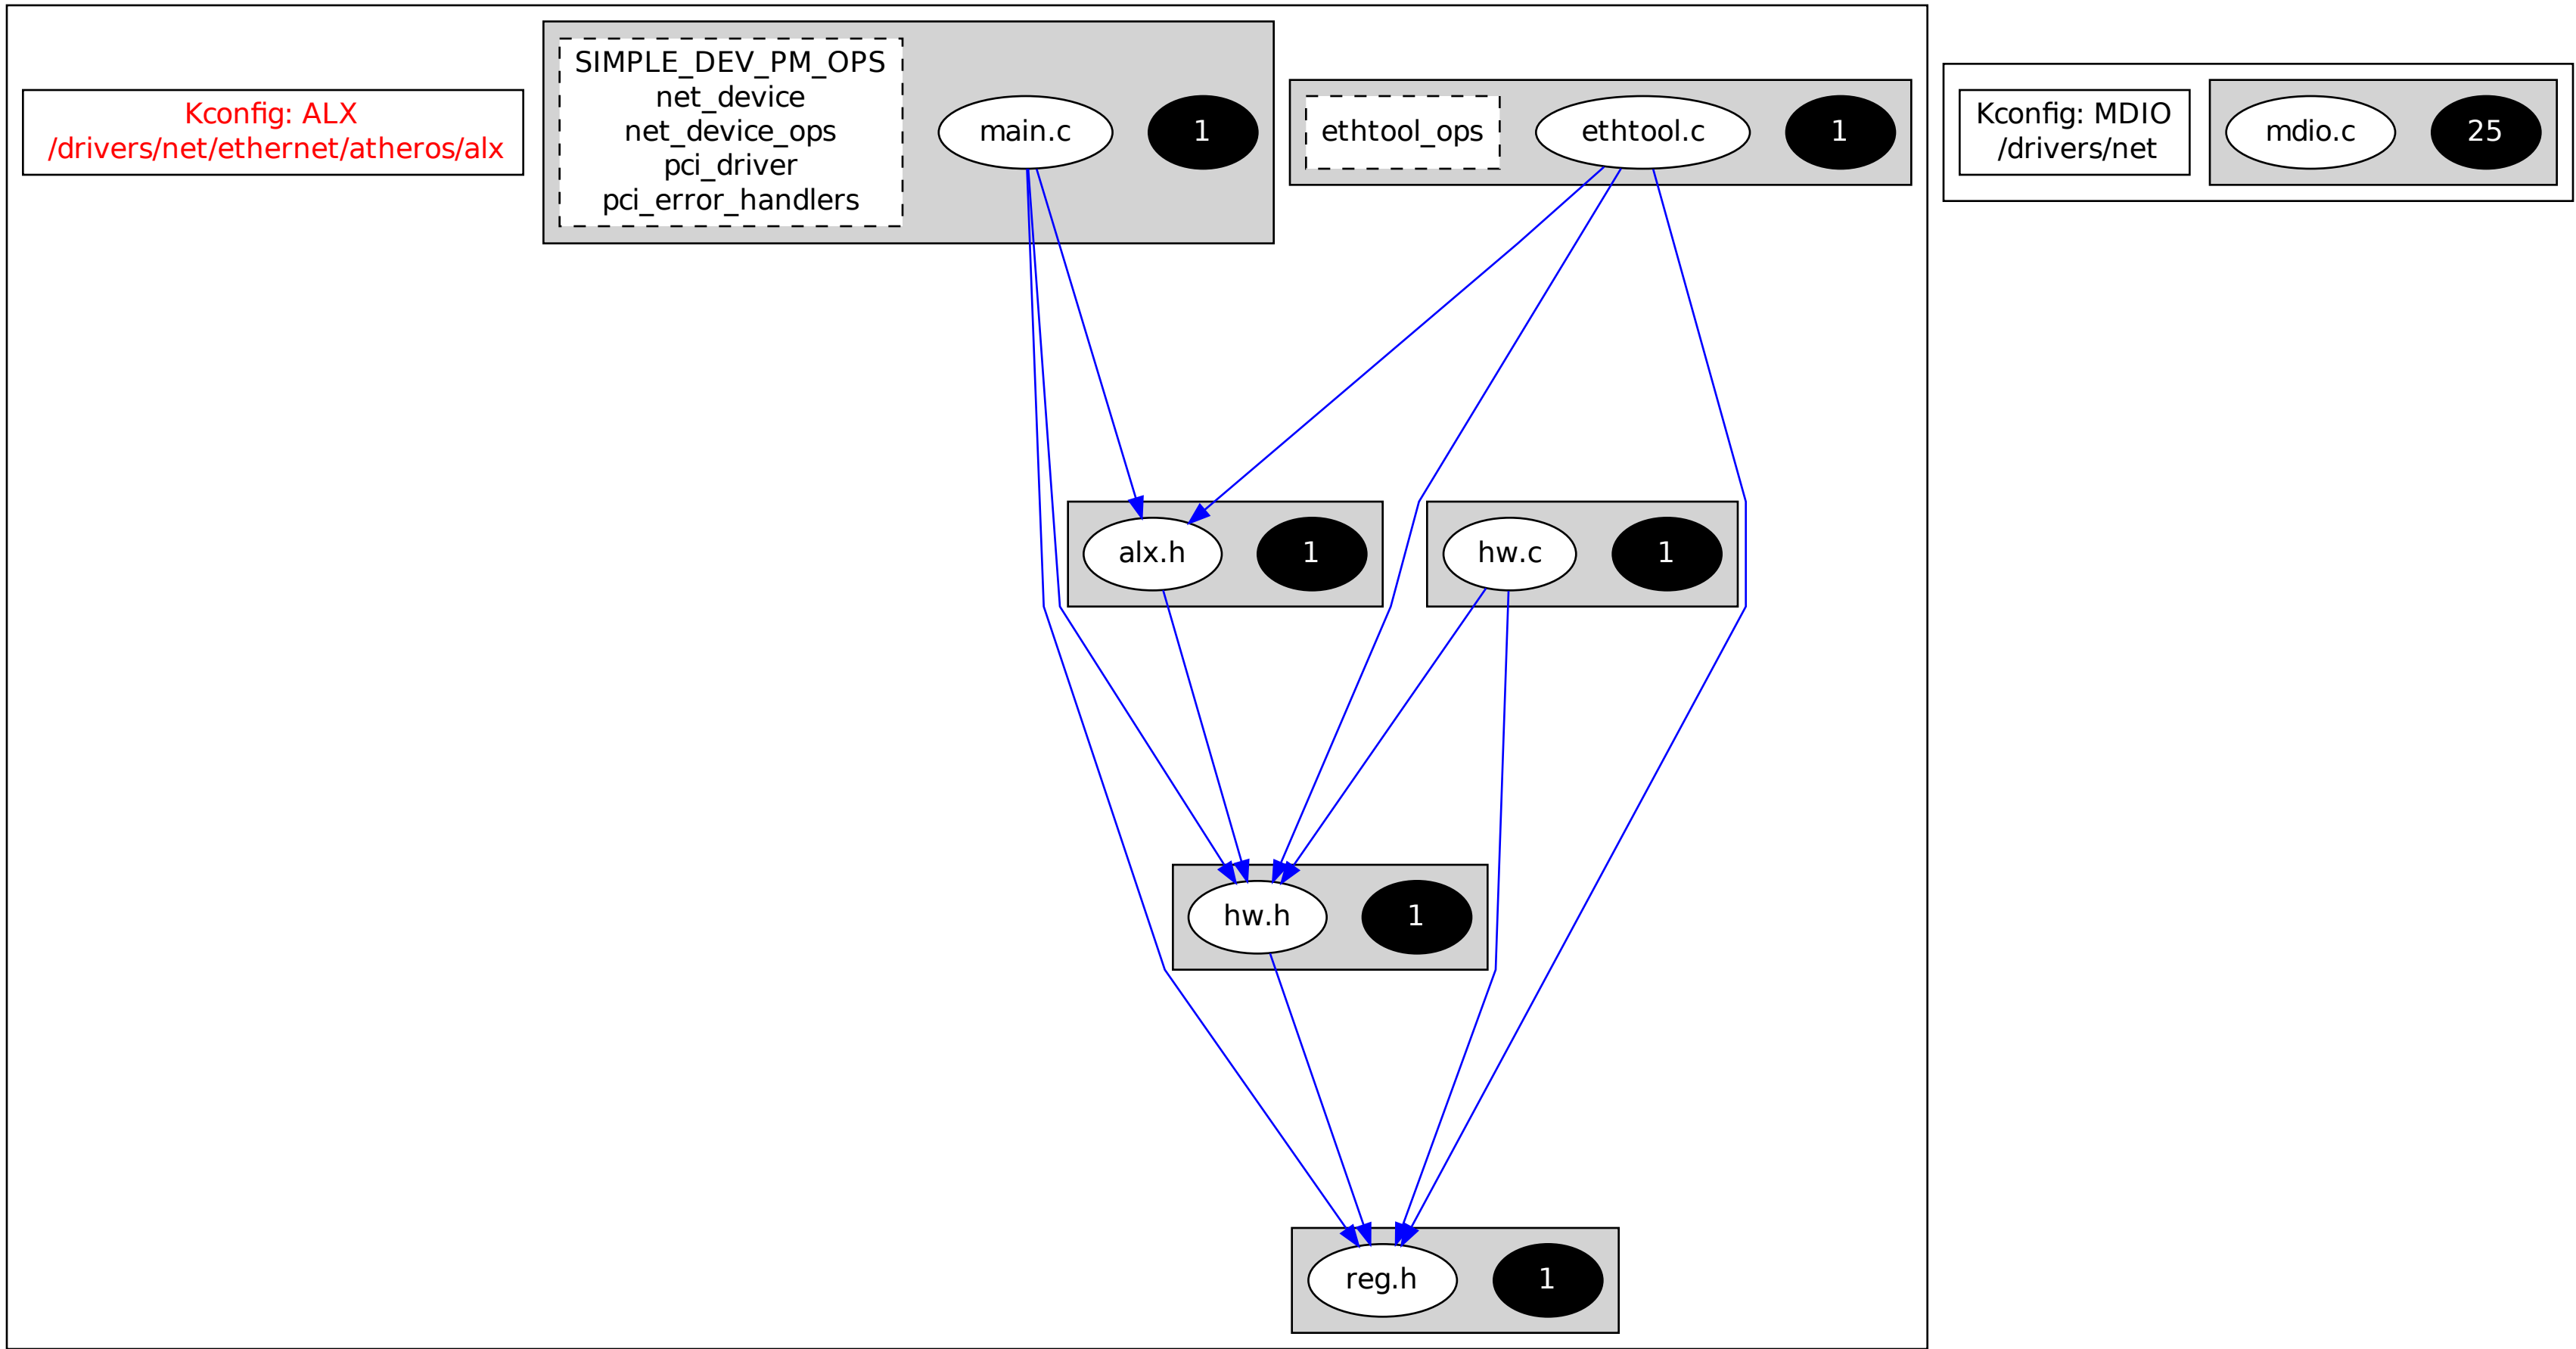 Kconfig: ALX
/drivers/net/ethernet/atheros/alx
SIMPLE_DEV_PM_OPS
net_device
net_device_ops
pci_driver
pci_error_handlers
main.c
1
ethtool_ops
ethtool.c
1
Kconfig: MDIO
/drivers/net
mdio.c
25
alx.h
1
hw.c
1
hw.h
1
reg.h
1